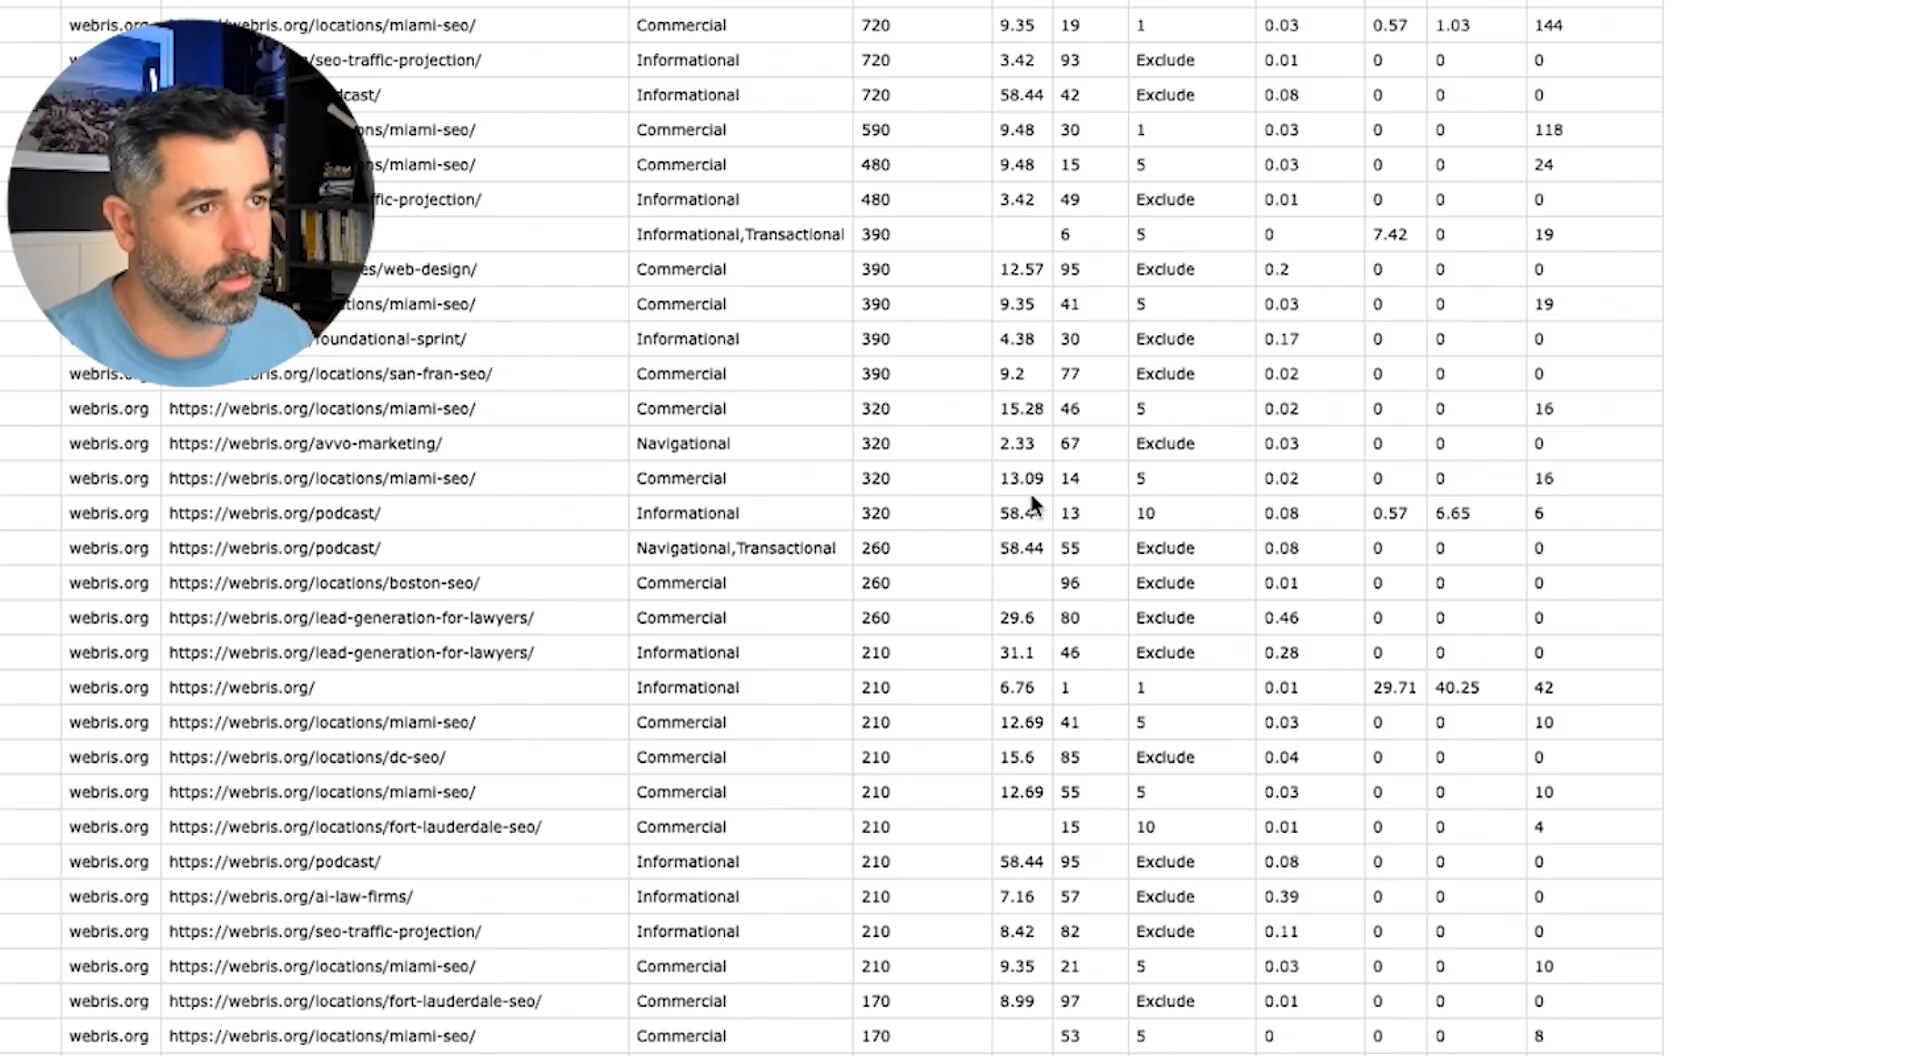 webris.org /locations/miami-seo/ Commercial 720 9.35 19 1 0.03 0.57 1.03 144
/seo-traffic-projection/ Informational 720 3.42 93 Exclude 0.01 0 0 0
Informational 720 58.44 42 Exclude 0.08 0 0 0
/miami-seo/ Commercial 590 9.48 30 1 0.03 0 0 118
/miami-seo/ Commercial 480 9.48 15 5 0.03 0 0 24
-projection/ Informational 480 3.42 49 Exclude 0.01 0 0 0
Informational,Transactional 390 6 5 0 7.42 0 19
/web-design/ Commercial 390 12.57 95 Exclude 0.2 0 0 0
/miami-seo/ Commercial 390 9.35 41 5 0.03 0 0 19
/foundational-sprint/ Informational 390 4.38 30 Exclude 0.17 0 0 0
webris.org webris.org/locations/san-fran-seo/ Commercial 390 9.2 77 Exclude 0.02 0 0 0
webris.org https://webris.org/locations/miami-seo/ Commercial 320 15.28 46 5 0.02 0 0 16
webris.org https://webris.org/avvo-marketing/ Navigational 320 2.33 67 Exclude 0.03 0 0 0
webris.org https://webris.org/locations/miami-seo/ Commercial 320 13.09 14 5 0.02 0 0 16
webris.org https://webris.org/podcast/ Informational 320 13 10 0.08 0.57 6.65 6
webris.org https://webris.org/podcast/ Navigational,Transactional 260 58.44 55 Exclude 0.08 0 0 0
webris.org https://webris.org/locations/boston-seo/ Commercial 260 96 Exclude 0.01 0 0 0
webris.org https://webris.org/lead-generation-for-lawyers/ Commercial 260 29.6 80 Exclude 0.46 0 0 0
webris.org https://webris.org/lead-generation-for-lawyers/ Informational 210 31.1 46 Exclude 0.28 0 0 0
webris.org https://webris.org/ Informational 210 6.76 1 1 0.01 29.71 40.25 42
webris.org https://webris.org/locations/miami-seo/ Commercial 210 12.69 41 5 0.03 0 0 10
webris.org https://webris.org/locations/dc-seo/ Commercial 210 15.6 85 Exclude 0.04 0 0 0
webris.org https://webris.org/locations/miami-seo/ Commercial 210 12.69 55 5 0.03 0 0 10
webris.org https://webris.org/locations/fort-lauderdale-seo/ Commercial 210 15 10 0.01 0 0 4
webris.org https://webris.org/podcast/ Informational 210 58.44 95 Exclude 0.08 0 0 0
webris.org https://webris.org/ai-law-firms/ Informational 210 7.16 57 Exclude 0.39 0 0 0
webris.org https://webris.org/seo-traffic-projection/ Informational 210 8.42 82 Exclude 0.11 0 0 0
webris.org https://webris.org/locations/miami-seo/ Commercial 210 9.35 21 5 0.03 0 0 10
webris.org https://webris.org/locations/fort-lauderdale-seo/ Commercial 170 8.99 97 Exclude 0.01 0 0 0
webris.org https://webris.org/locations/miami-seo/ Commercial 170 53 5 0 0 0 8